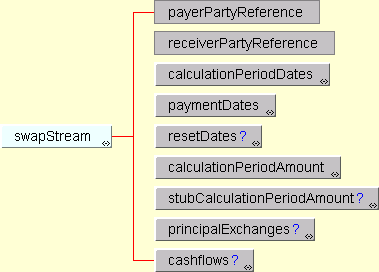 payerPartyReference
receiverPartyReference
calculationPeriodDates
paymentDates
swapStream
resetDates?
calculationPeriodAmount
stubCalculationPeriodAmount?
principalExchanges?
cashflows?